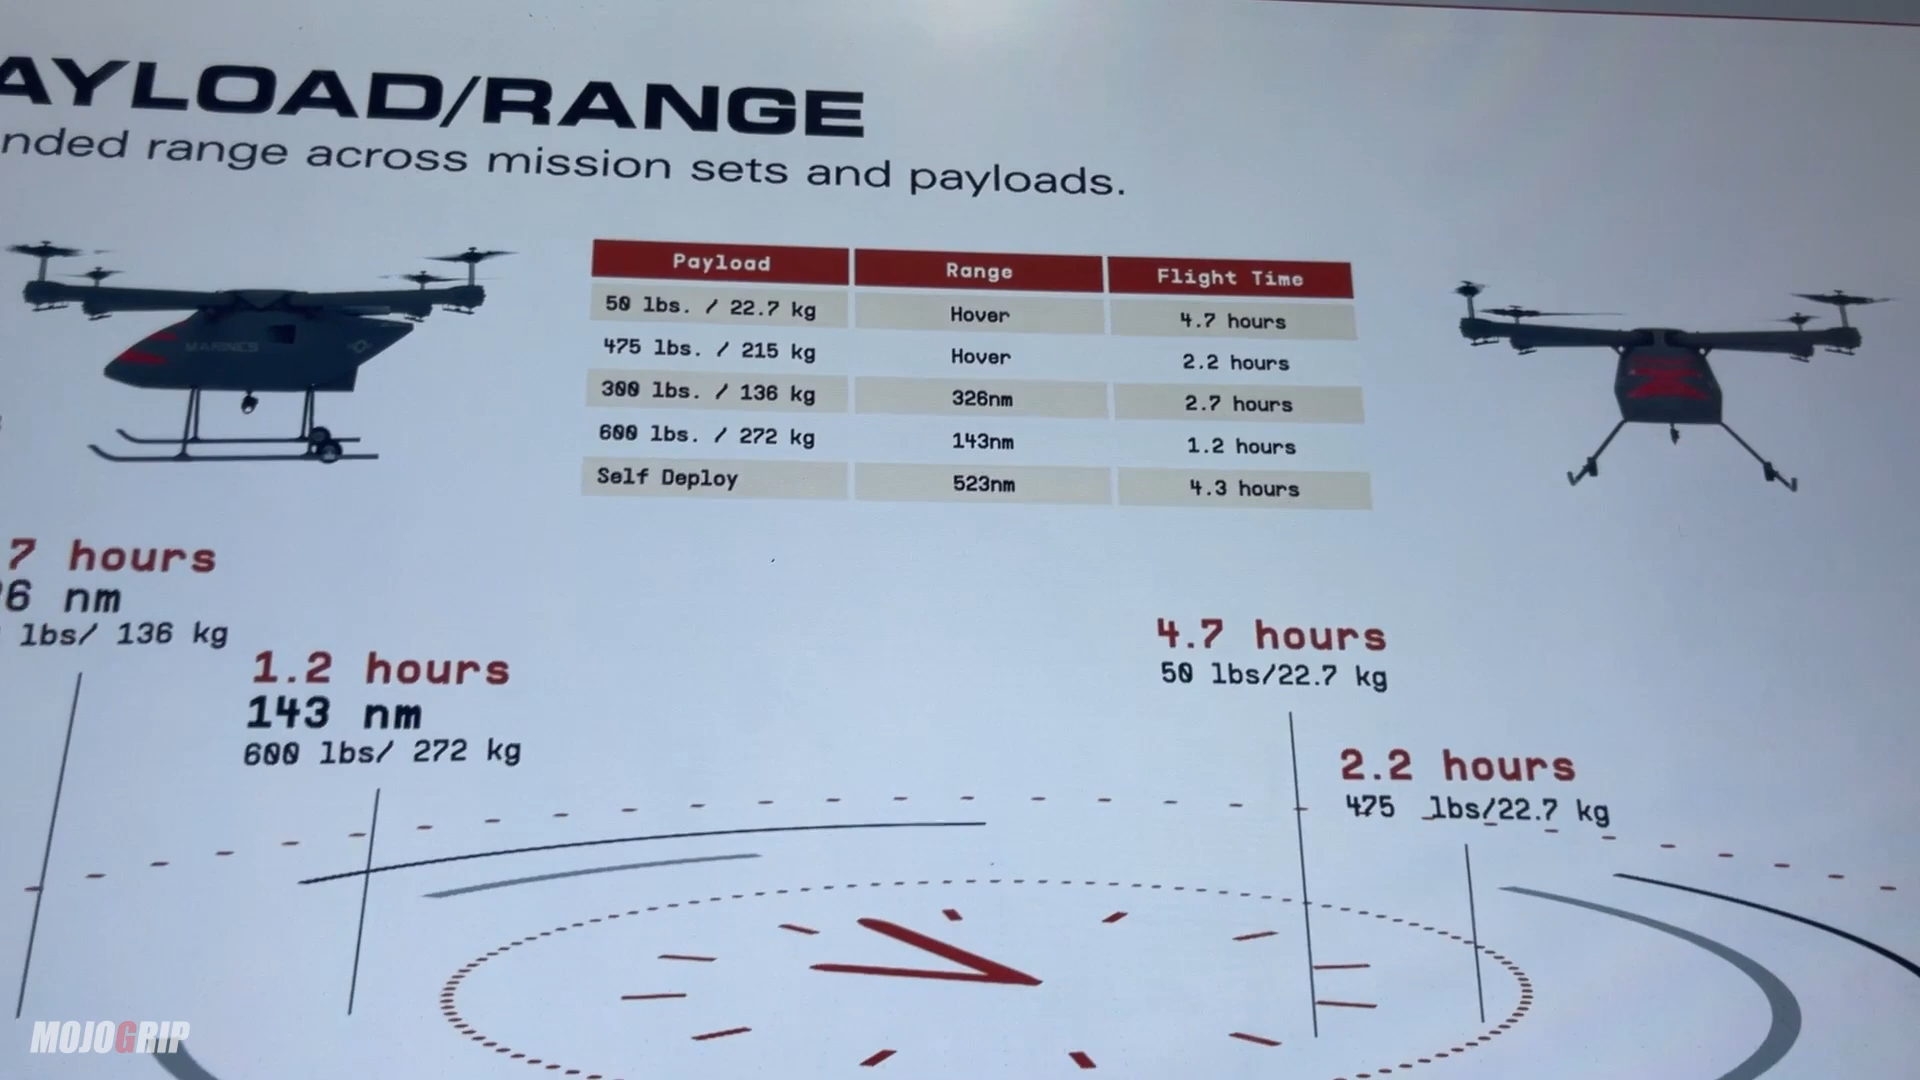 AYLOAD/RANGE
nded range across mission sets and payloads.
Payload Range Flight Time
50 lbs. / 22.7 kg Hover 4.7 hours
475 lbs. / 215 kg Hover 2.2 hours
300 lbs. / 136 kg 326nm 2.7 hours
600 lbs. / 272 kg 143nm 1.2 hours
Self Deploy 523nm 4.3 hours
MARINES
7 hours
6 nm
lbs/ 136 kg
1.2 hours
143 nm
600 lbs/ 272 kg
4.7 hours
50 lbs/22.7 kg
2.2 hours
475 lbs/22.7 kg
MOJOGRIP